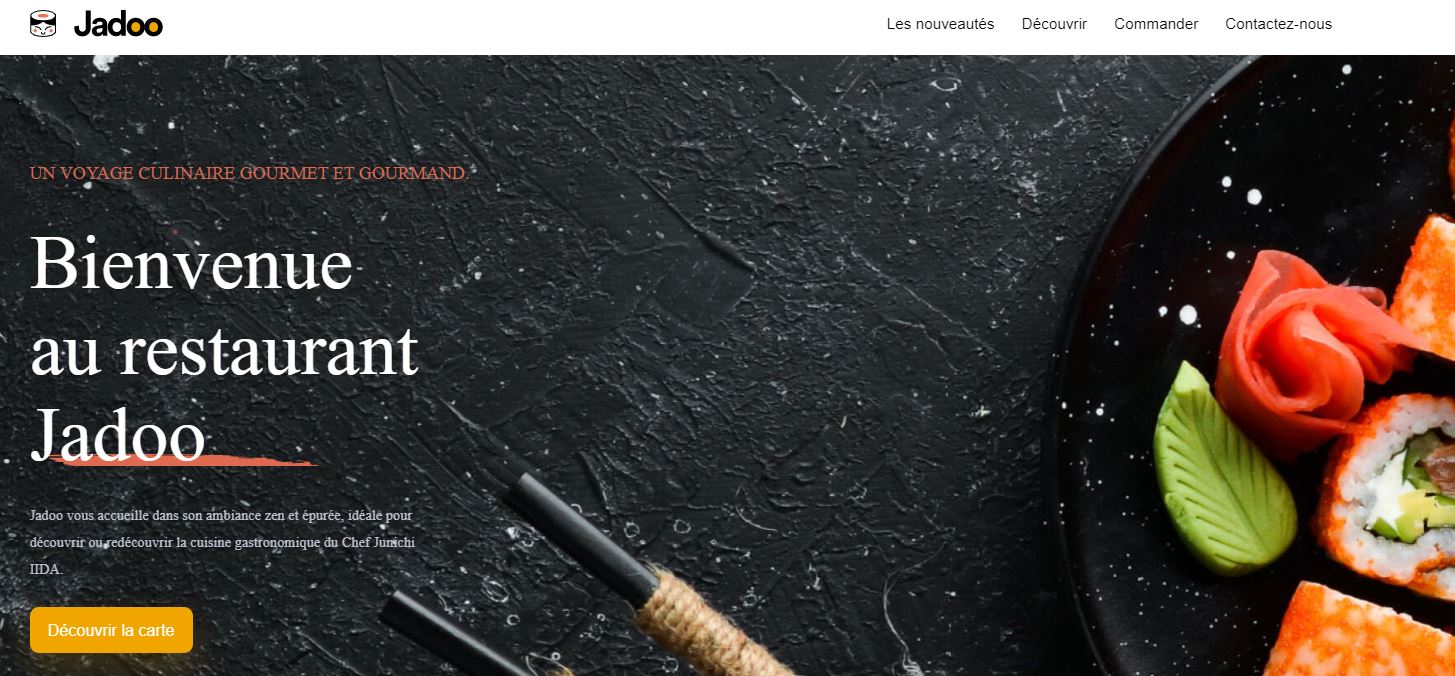 Jadoo
Les nouveautés Découvrir Commander Contactez-nous
UN VOYAGE CULINAIRE GOURMET ET GOURMAND.
Bienvenue
au restaurant
Jadoo
Jadoo vous accueille dans son ambiance zen et épurée, idéale pour
découvrir ou redécouvrir la cuisine gastronomique du Chef Junichi
IIDA.
Découvrir la carte